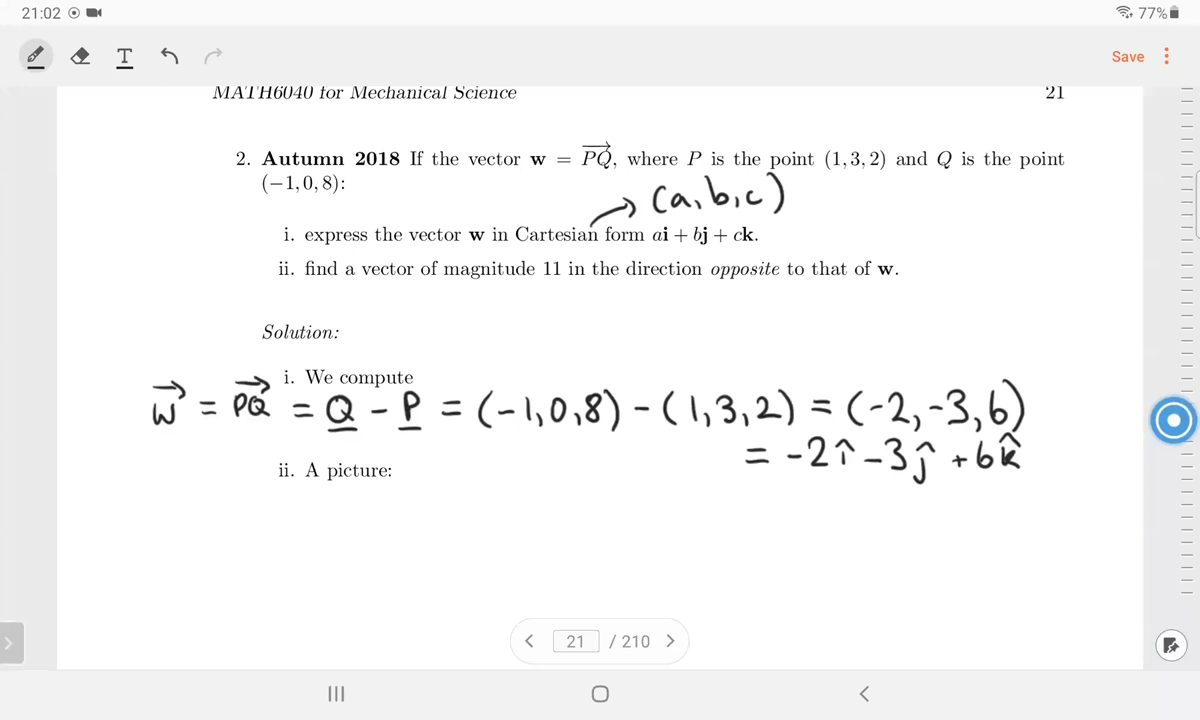 21:02
77%
T
Save
MATH6040 for Mechanical Science 21
2. Autumn 2018 If the vector w = \overrightarrow{PQ}, where P is the point (1, 3, 2) and Q is the point
(−1, 0, 8):
→ (a, b, c)
i. express the vector w in Cartesian form ai + bj + ck.
ii. find a vector of magnitude 11 in the direction opposite to that of w.
Solution:
i. We compute
\vec{w} = \overrightarrow{PQ} = Q − P = (−1, 0, 8) − (1, 3, 2) = (−2, −3, 6)
= −2î − 3ĵ + 6k̂
ii. A picture:
21 / 210